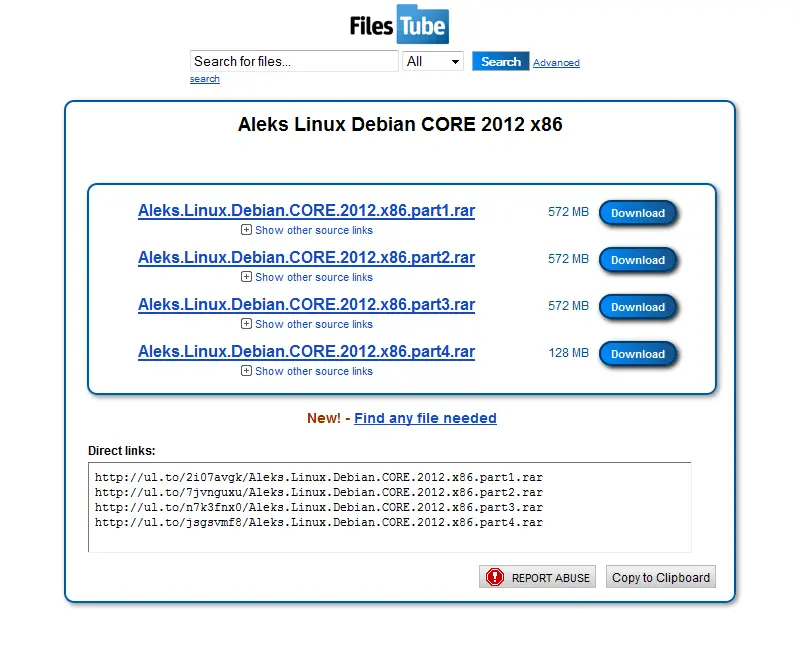 Files Tube
Search for files... All Search Advanced
search
Aleks Linux Debian CORE 2012 x86
Aleks.Linux.Debian.CORE.2012.x86.part1.rar 572 MB Download
Show other source links
Aleks.Linux.Debian.CORE.2012.x86.part2.rar 572 MB Download
Show other source links
Aleks.Linux.Debian.CORE.2012.x86.part3.rar 572 MB Download
Show other source links
Aleks.Linux.Debian.CORE.2012.x86.part4.rar 128 MB Download
Show other source links
New! - Find any file needed
Direct links:
http://ul.to/2i07avgk/Aleks.Linux.Debian.CORE.2012.x86.part1.rar
http://ul.to/7jvnguxu/Aleks.Linux.Debian.CORE.2012.x86.part2.rar
http://ul.to/n7k3fnx0/Aleks.Linux.Debian.CORE.2012.x86.part3.rar
http://ul.to/jsgsvmf8/Aleks.Linux.Debian.CORE.2012.x86.part4.rar
REPORT ABUSE Copy to Clipboard